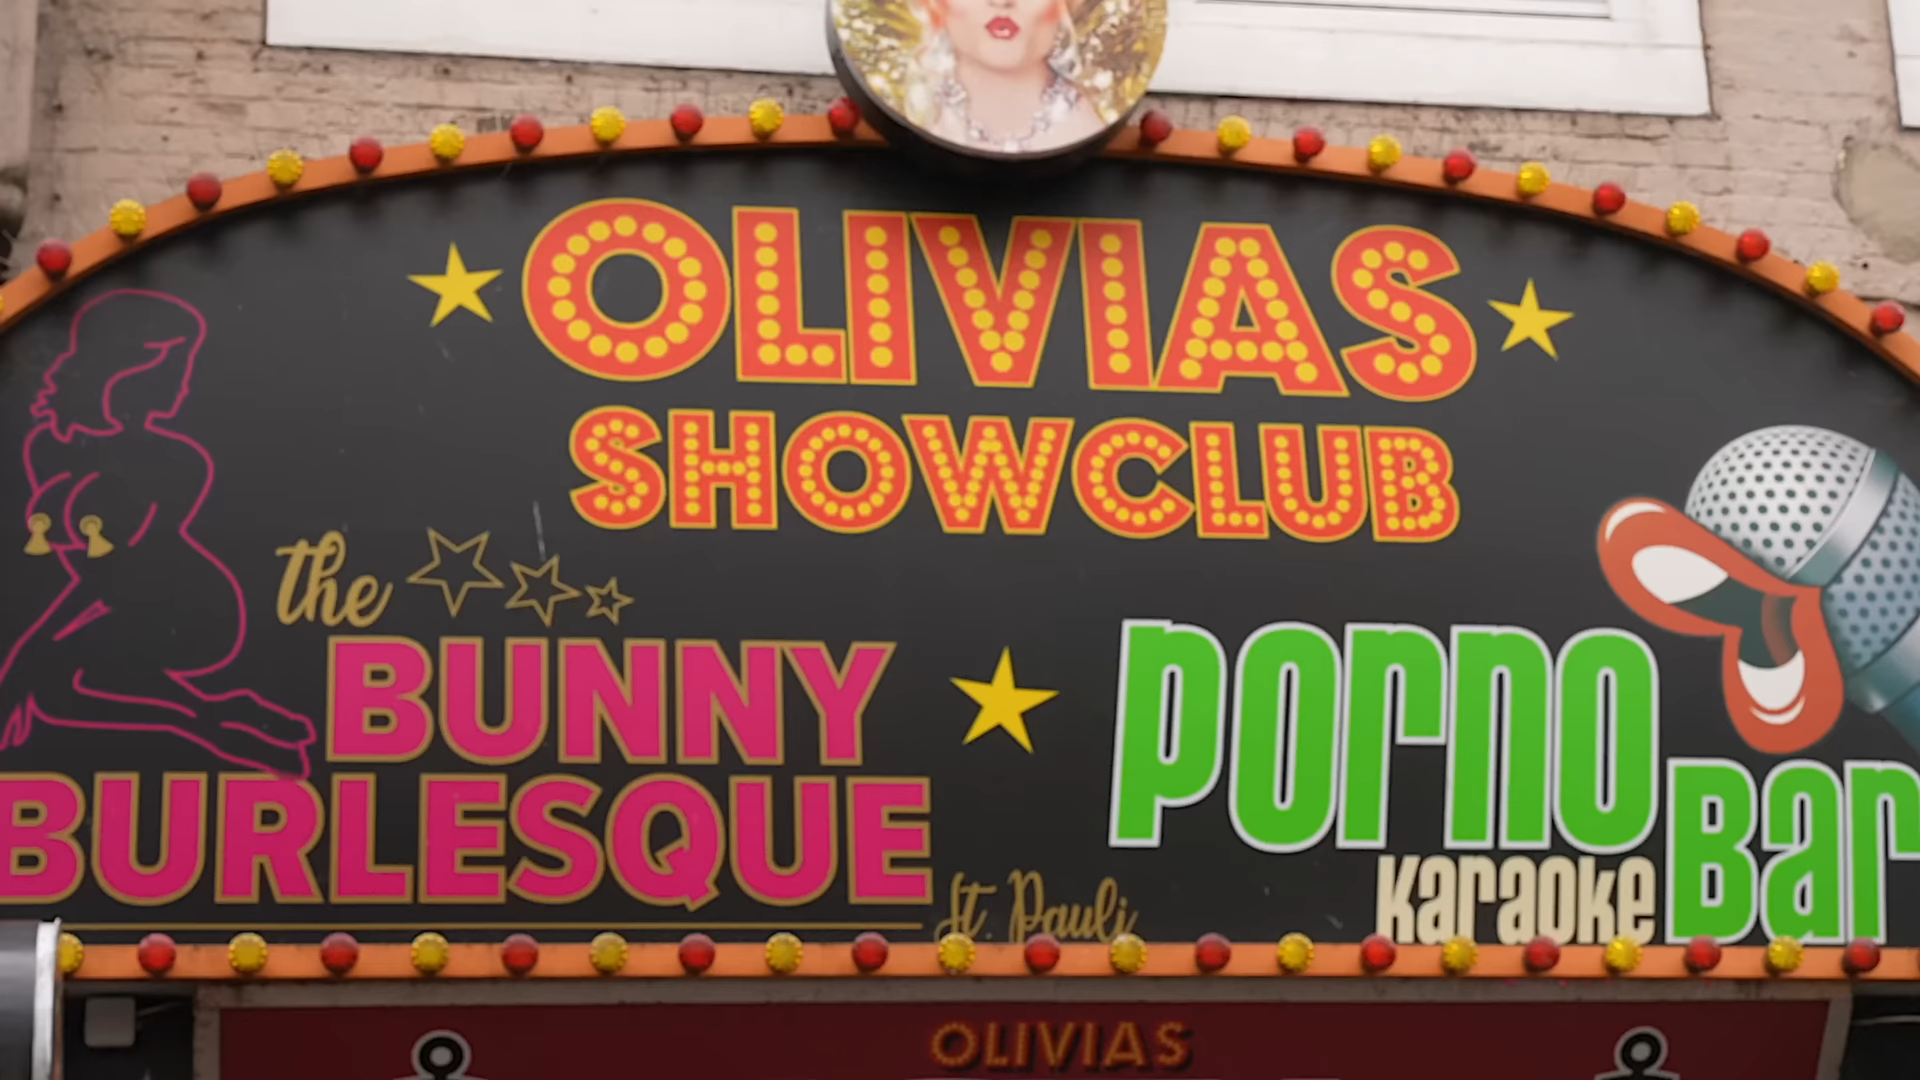 OLIVIAS
SHOWCLUB
the
BUNNY
BURLESQUE
St. Pauli
PORNO
karaoke Bar
OLIVIAS